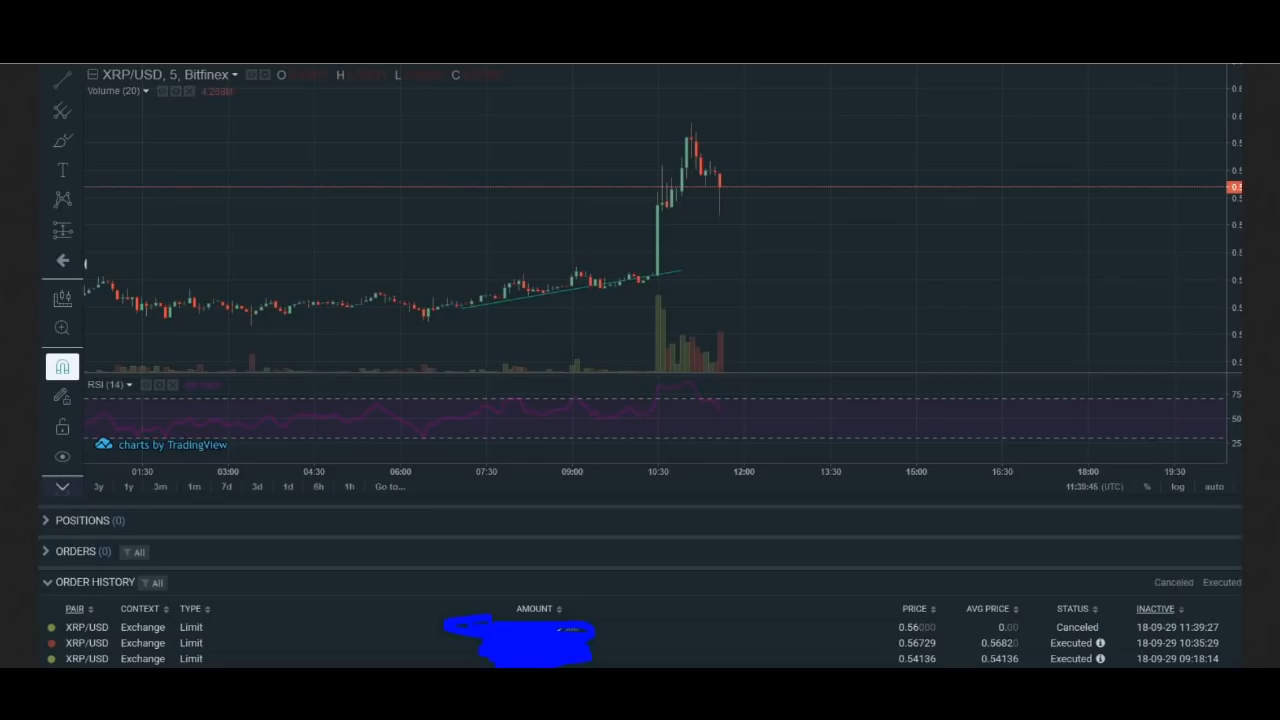 XRP/USD, 5, Bitfinex O H L C
Volume (20) 4.288M
RSI (14)
75
50
25
charts by TradingView
01:30 03:00 04:30 06:00 07:30 09:00 10:30 12:00 13:30 15:00 16:30 18:00 19:30
3y 1y 3m 1m 7d 3d 1d 6h 1h Go to... 11:39:45 (UTC) % log auto
POSITIONS (0)
ORDERS (0) All
ORDER HISTORY All Canceled Executed
PAIR CONTEXT TYPE AMOUNT PRICE AVG PRICE STATUS INACTIVE
XRP/USD Exchange Limit 0.56000 0.00 Canceled 18-09-29 11:39:27
XRP/USD Exchange Limit 0.56729 0.56820 Executed 18-09-29 10:35:29
XRP/USD Exchange Limit 0.54136 0.54136 Executed 18-09-29 09:18:14